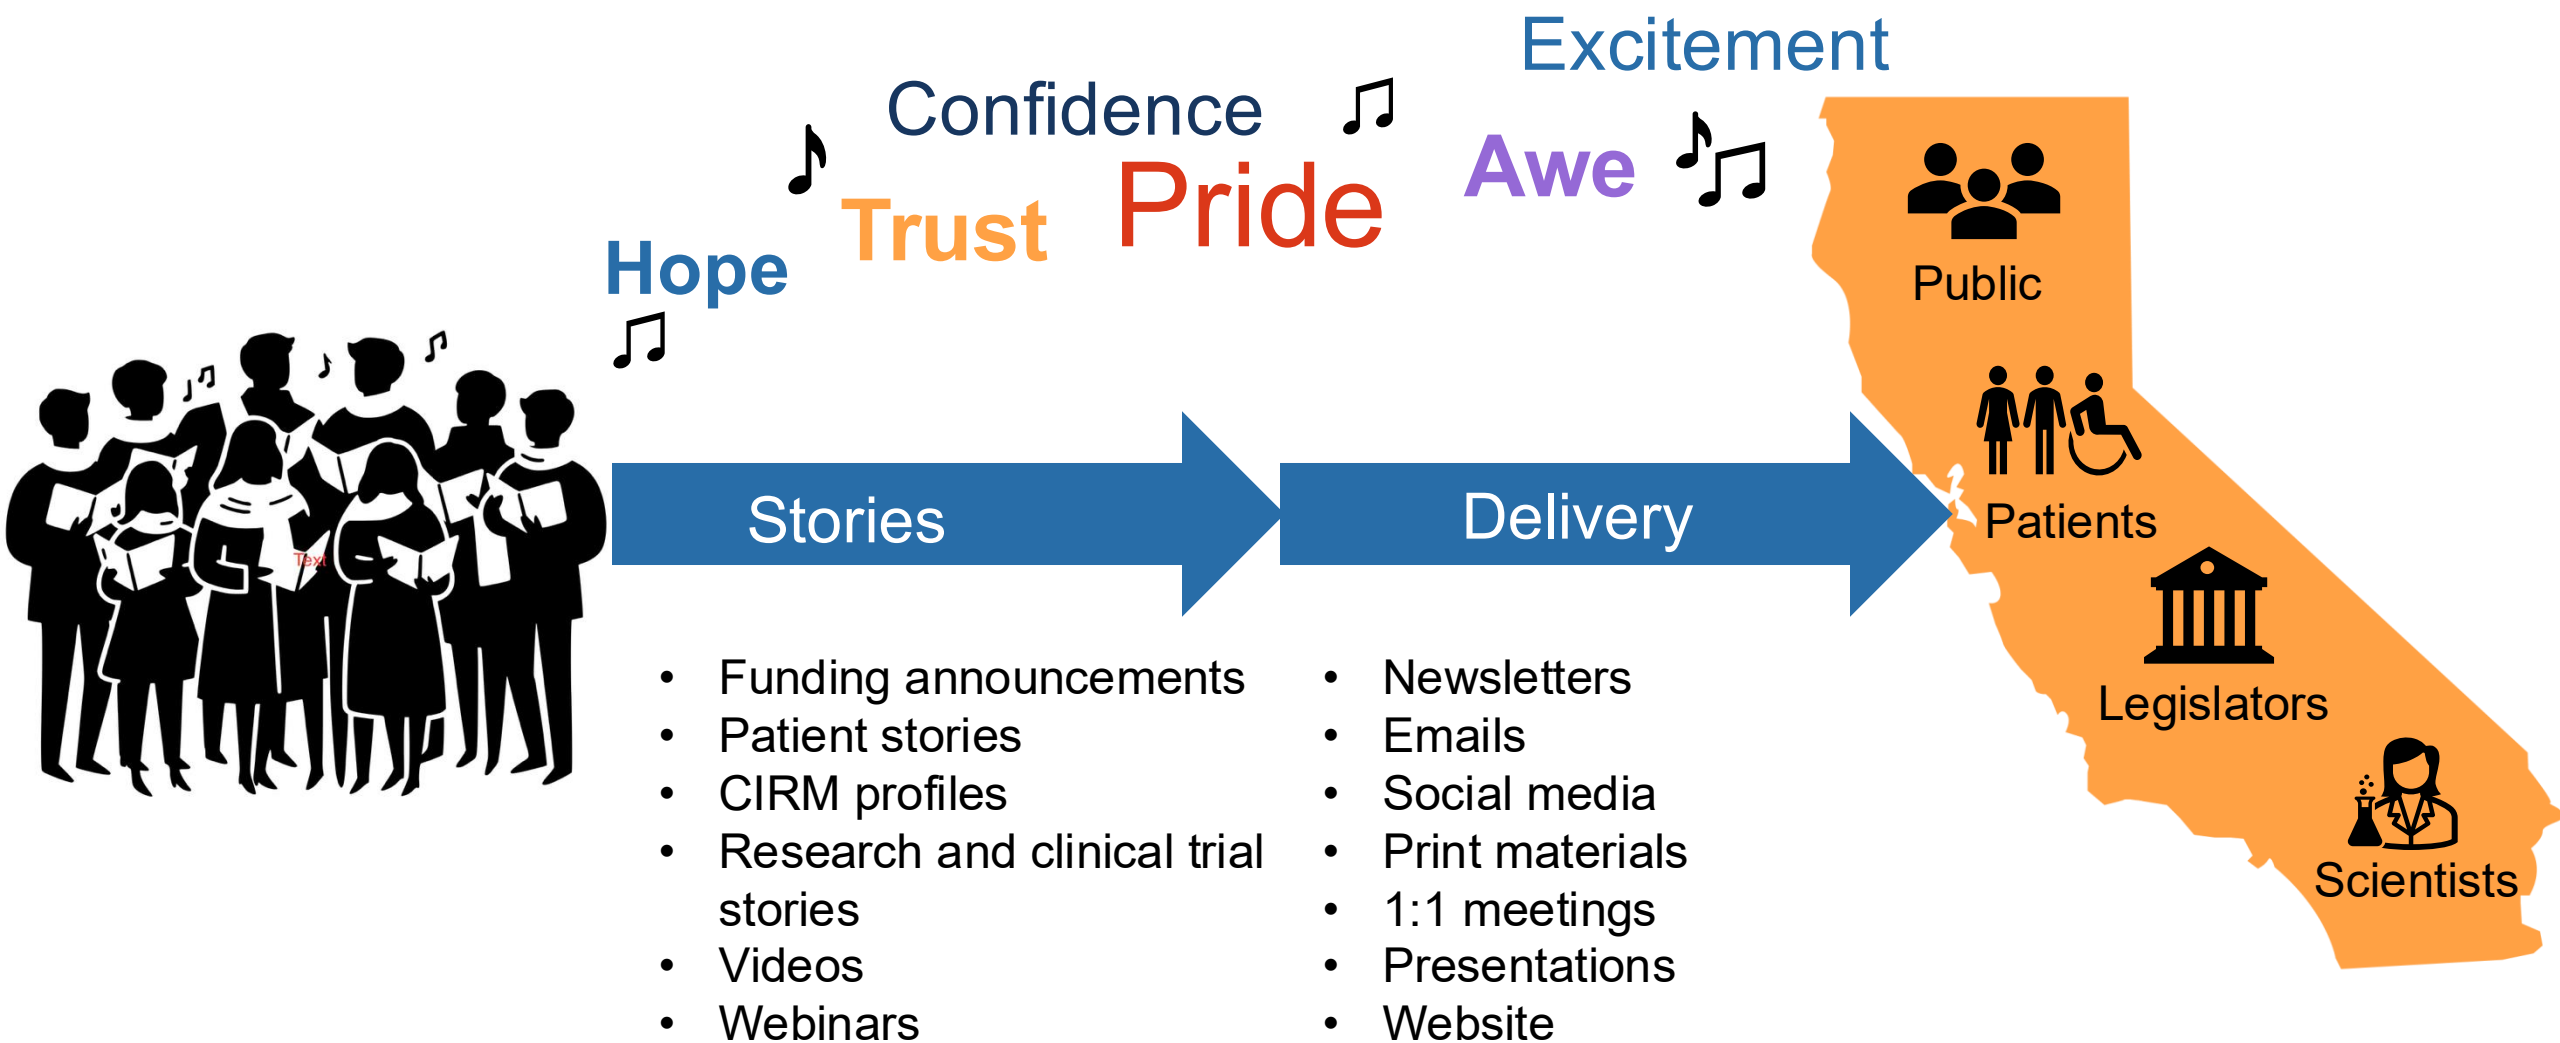 Excitement
Confidence
Awe
Pride
Trust
Hope
Public
Patients
Stories
Delivery
Text
Legislators
Scientists
• Funding announcements
• Patient stories
• CIRM profiles
• Research and clinical trial
stories
• Videos
• Webinars
• Newsletters
• Emails
• Social media
• Print materials
• 1:1 meetings
• Presentations
• Website